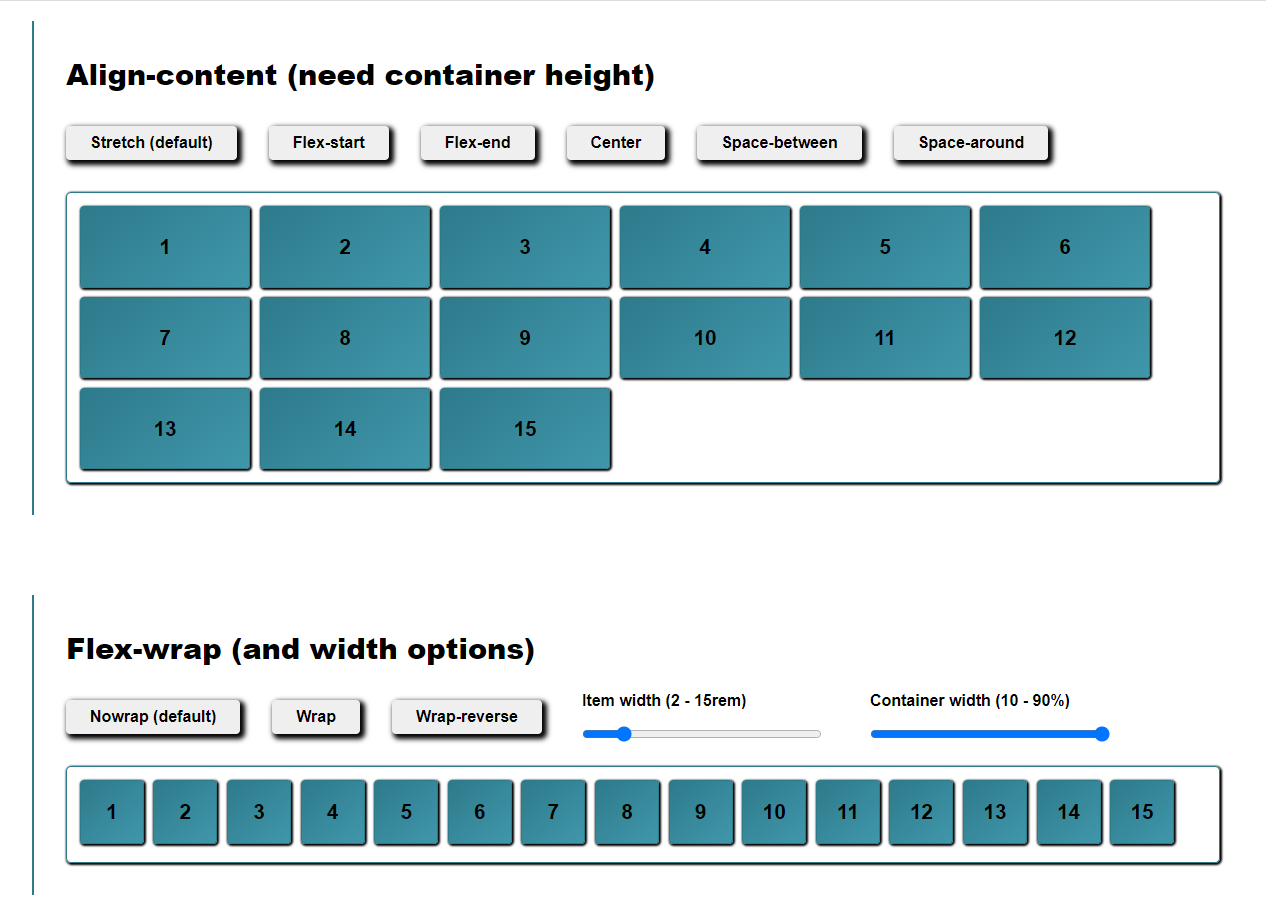 Align-content (need container height)
Stretch (default) Flex-start Flex-end Center Space-between Space-around
1 2 3 4 5 6
7 8 9 10 11 12
13 14 15
Flex-wrap (and width options)
Item width (2 - 15rem) Container width (10 - 90%)
Nowrap (default) Wrap Wrap-reverse
1 2 3 4 5 6 7 8 9 10 11 12 13 14 15